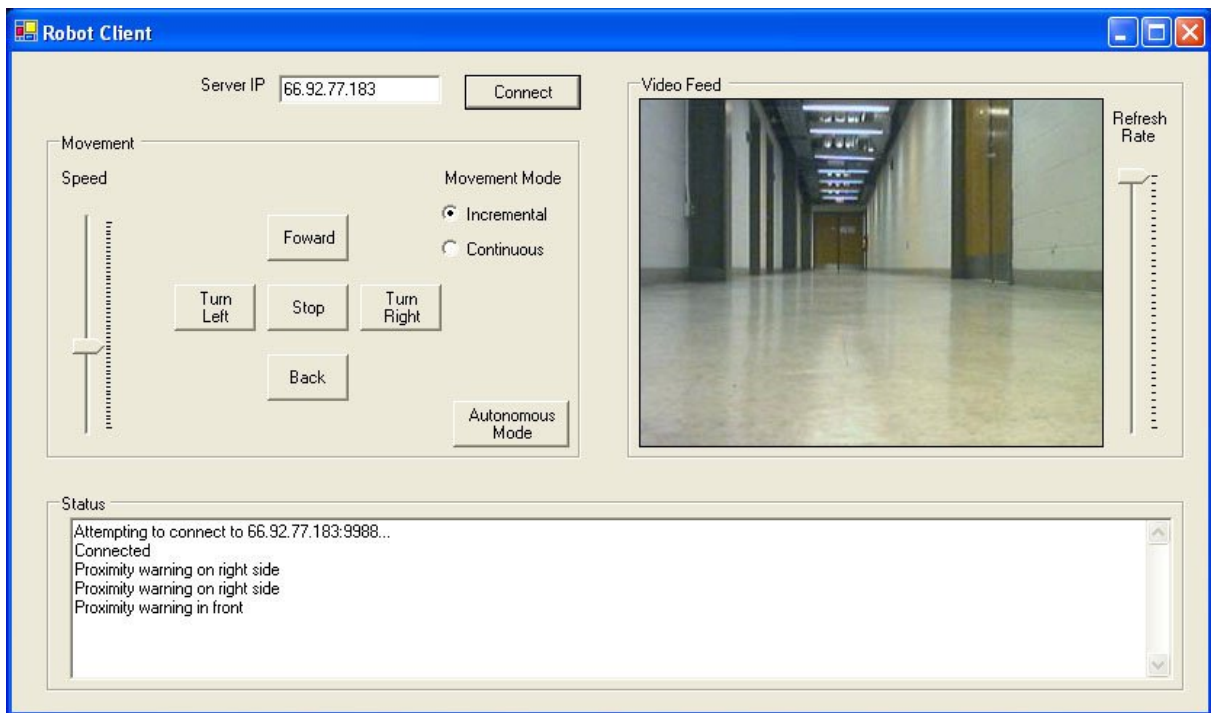 Robot Client
Server IP
66.92.77.183
Connect
Movement
Speed
Movement Mode
Incremental
Continuous
Foward
Turn
Left
Stop
Turn
Right
Back
Autonomous
Mode
Video Feed
Refresh
Rate
Status
Attempting to connect to 66.92.77.183:9988...
Connected
Proximity warning on right side
Proximity warning on right side
Proximity warning in front